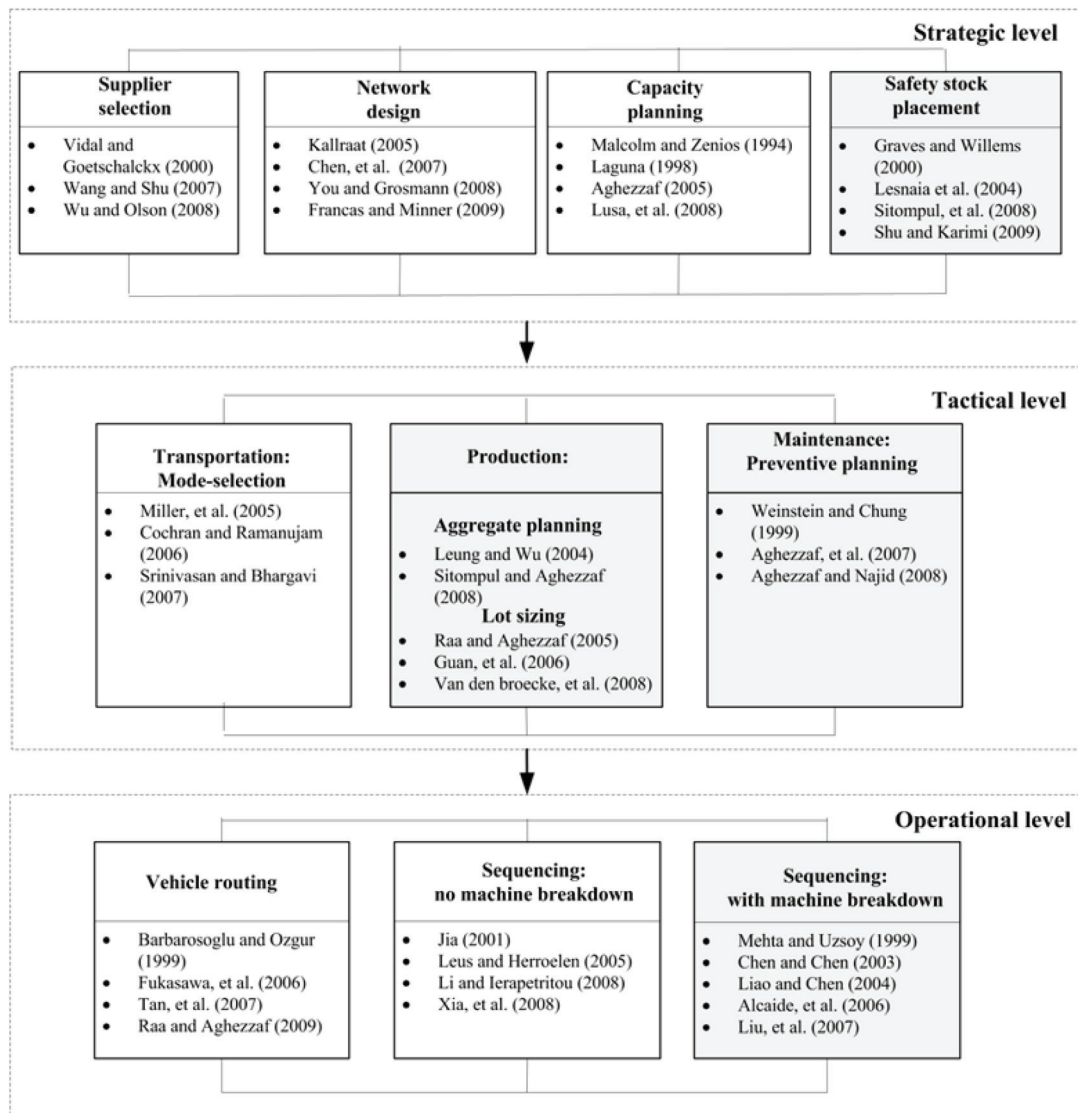 Strategic level
Supplier
selection
• Vidal and
Goetschalckx (2000)
• Wang and Shu (2007)
• Wu and Olson (2008)
Network
design
• Kallraat (2005)
• Chen, et al. (2007)
• You and Grosmann (2008)
• Francas and Minner (2009)
Capacity
planning
• Malcolm and Zenios (1994)
• Laguna (1998)
• Aghezzaf (2005)
• Lusa, et al. (2008)
Safety stock
placement
• Graves and Willems
(2000)
• Lesnaia et al. (2004)
• Sitompul, et al. (2008)
• Shu and Karimi (2009)
Tactical level
Transportation:
Mode-selection
• Miller, et al. (2005)
• Cochran and Ramanujam
(2006)
• Srinivasan and Bhargavi
(2007)
Production:
Aggregate planning
• Leung and Wu (2004)
• Sitompul and Aghezzaf
(2008)
Lot sizing
• Raa and Aghezzaf (2005)
• Guan, et al. (2006)
• Van den broecke, et al. (2008)
Maintenance:
Preventive planning
• Weinstein and Chung
(1999)
• Aghezzaf, et al. (2007)
• Aghezzaf and Najid (2008)
Operational level
Vehicle routing
• Barbarosoglu and Ozgur
(1999)
• Fukasawa, et al. (2006)
• Tan, et al. (2007)
• Raa and Aghezzaf (2009)
Sequencing:
no machine breakdown
• Jia (2001)
• Leus and Herroelen (2005)
• Li and Ierapetritou (2008)
• Xia, et al. (2008)
Sequencing:
with machine breakdown
• Mehta and Uzsoy (1999)
• Chen and Chen (2003)
• Liao and Chen (2004)
• Alcaide, et al. (2006)
• Liu, et al. (2007)